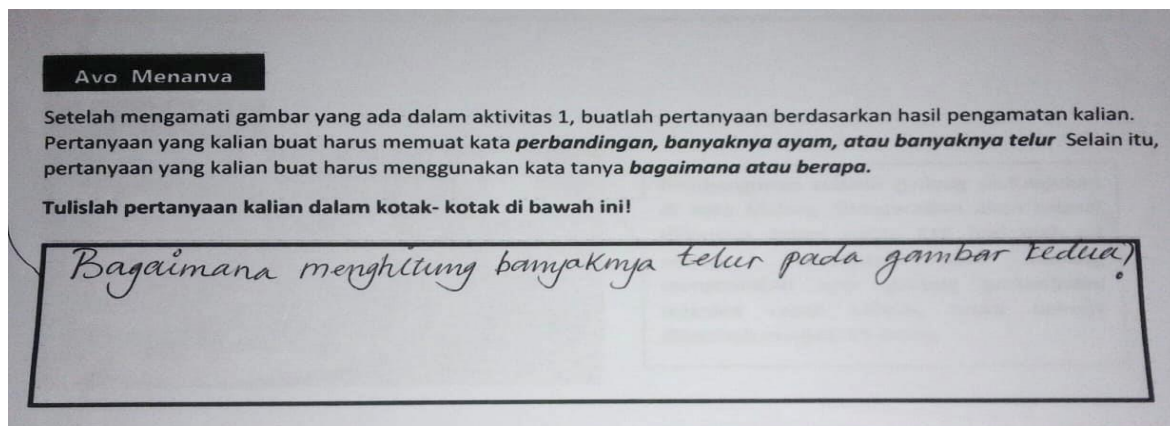 Avo Menanva
Setelah mengamati gambar yang ada dalam aktivitas 1, buatlah pertanyaan berdasarkan hasil pengamatan kalian.
Pertanyaan yang kalian buat harus memuat kata perbandingan, banyaknya ayam, atau banyaknya telur Selain itu,
pertanyaan yang kalian buat harus menggunakan kata tanya bagaimana atau berapa.
Tulislah pertanyaan kalian dalam kotak- kotak di bawah ini!
Bagaimana menghitung banyaknya telur pada gambar kedua?